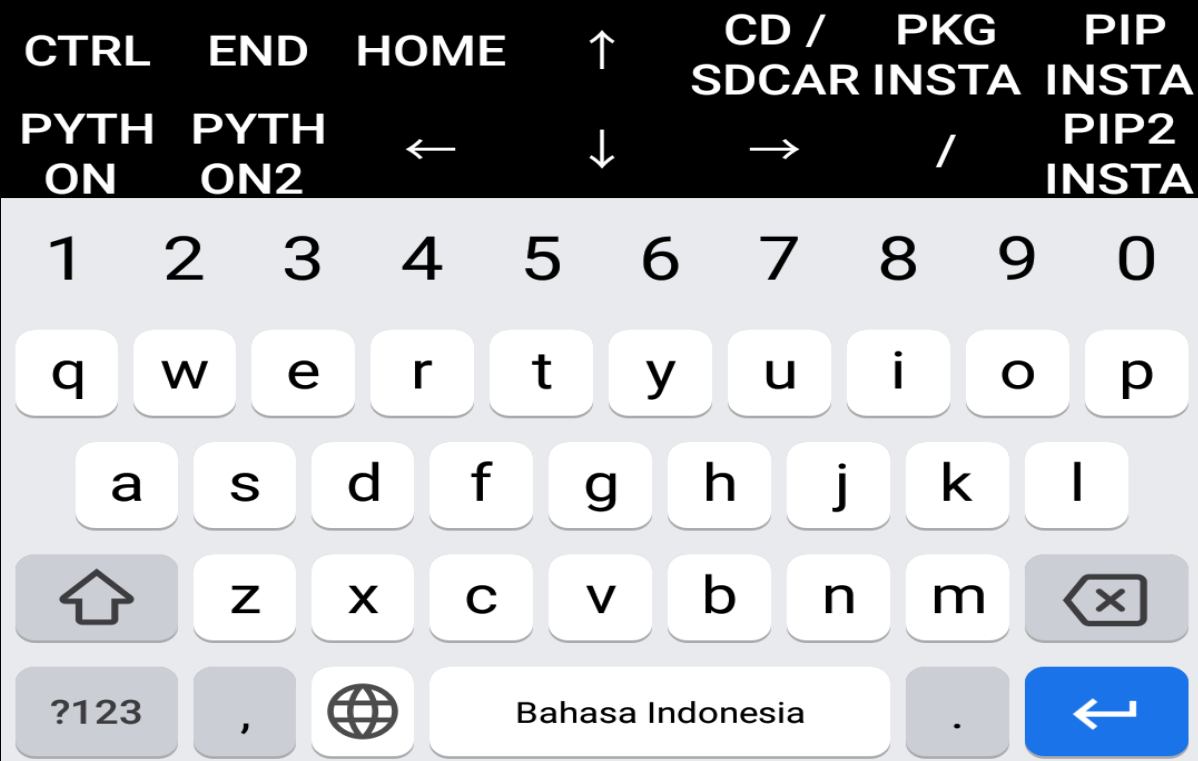 CTRL END HOME ↑ CD / SDCAR PKG INSTA PIP INSTA
PYTH ON PYTH ON2 ← ↓ → / PIP2 INSTA
1 2 3 4 5 6 7 8 9 0
q w e r t y u i o p
a s d f g h j k l
z x c v b n m
?123 , Bahasa Indonesia .